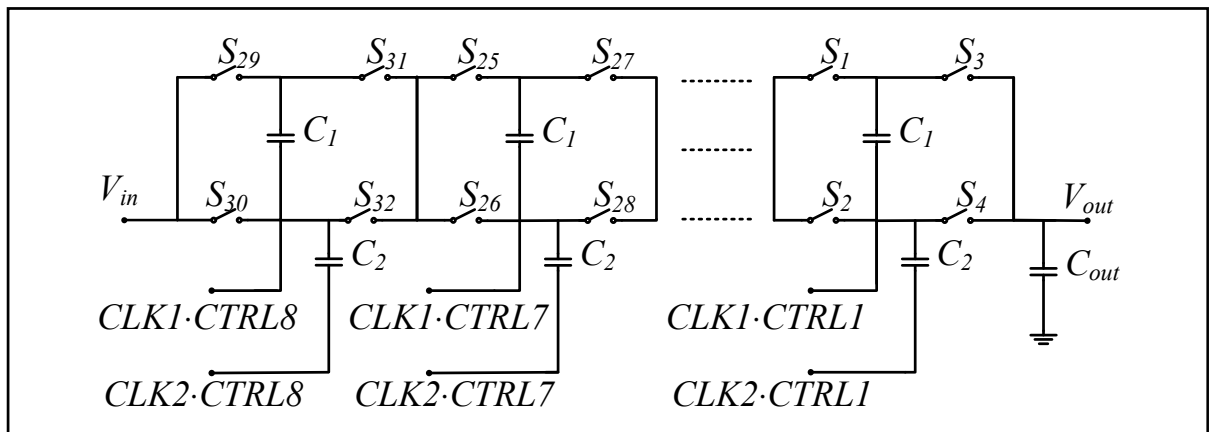 S29 S31 S25 S27 S1 S3
C1 C1 C1
Vin S30 S32 S26 S28 S2 S4 Vout
C2 C2 C2 Cout
CLK1·CTRL8 CLK1·CTRL7 CLK1·CTRL1
CLK2·CTRL8 CLK2·CTRL7 CLK2·CTRL1